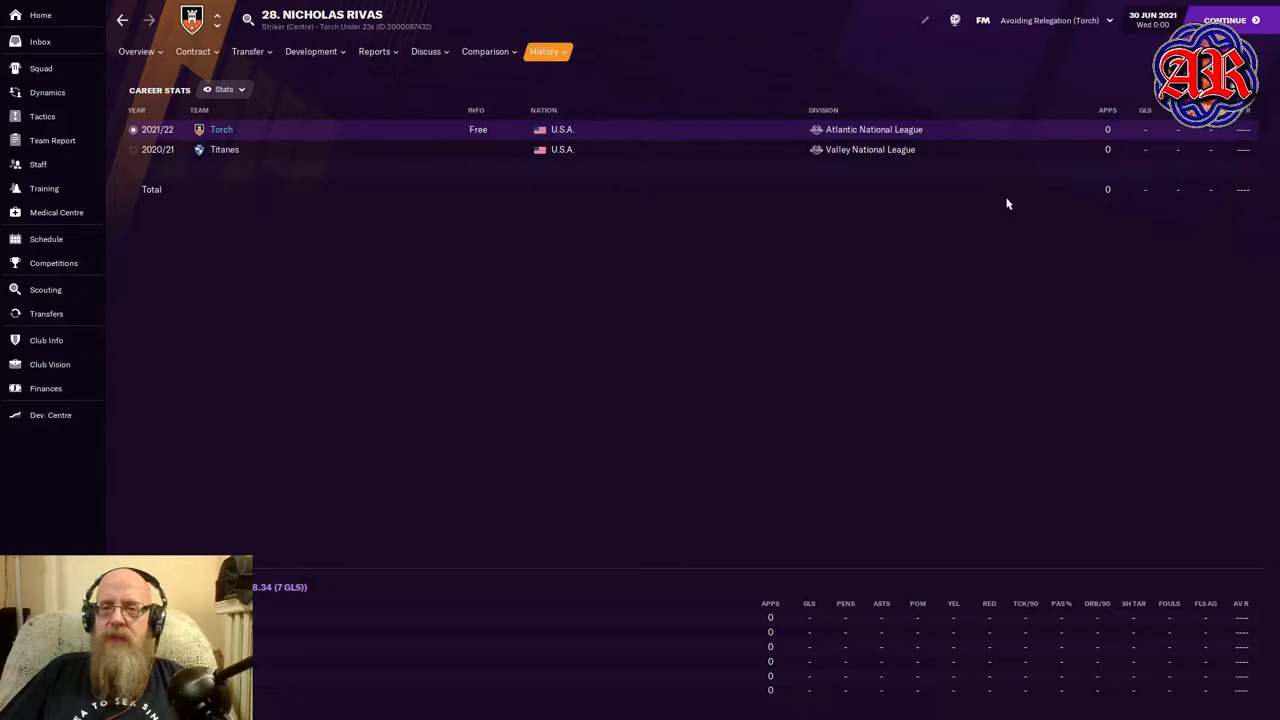 Home
Inbox
Squad
Dynamics
Tactics
Team Report
Staff
Training
Medical Centre
Schedule
Competitions
Scouting
Transfers
Club Info
Club Vision
Finances
Dev. Centre
28. NICHOLAS RIVAS
Striker (Centre) - Torch Under 23s (ID:2000087432)
FM Avoiding Relegation (Torch)
30 JUN 2021
Wed 0:00
CONTINUE
AR
Overview Contract Transfer Development Reports Discuss Comparison History
CAREER STATS Stats
YEAR TEAM INFO NATION DIVISION APPS GLS R
2021/22 Torch Free U.S.A. Atlantic National League 0 - - - ----
2020/21 Titanes U.S.A. Valley National League 0 - - - ----
Total 0 - - - ----
8.34 (7 GLS))
APPS GLS PENS ASTS POM YEL RED TCK/90 PAS % DRB/90 SH TAR FOULS FLS AG AV R
0 - - - - - - - - - - - - ----
0 - - - - - - - - - - - - ----
0 - - - - - - - - - - - - ----
0 - - - - - - - - - - - - ----
0 - - - - - - - - - - - - ----
0 - - - - - - - - - - - - ----